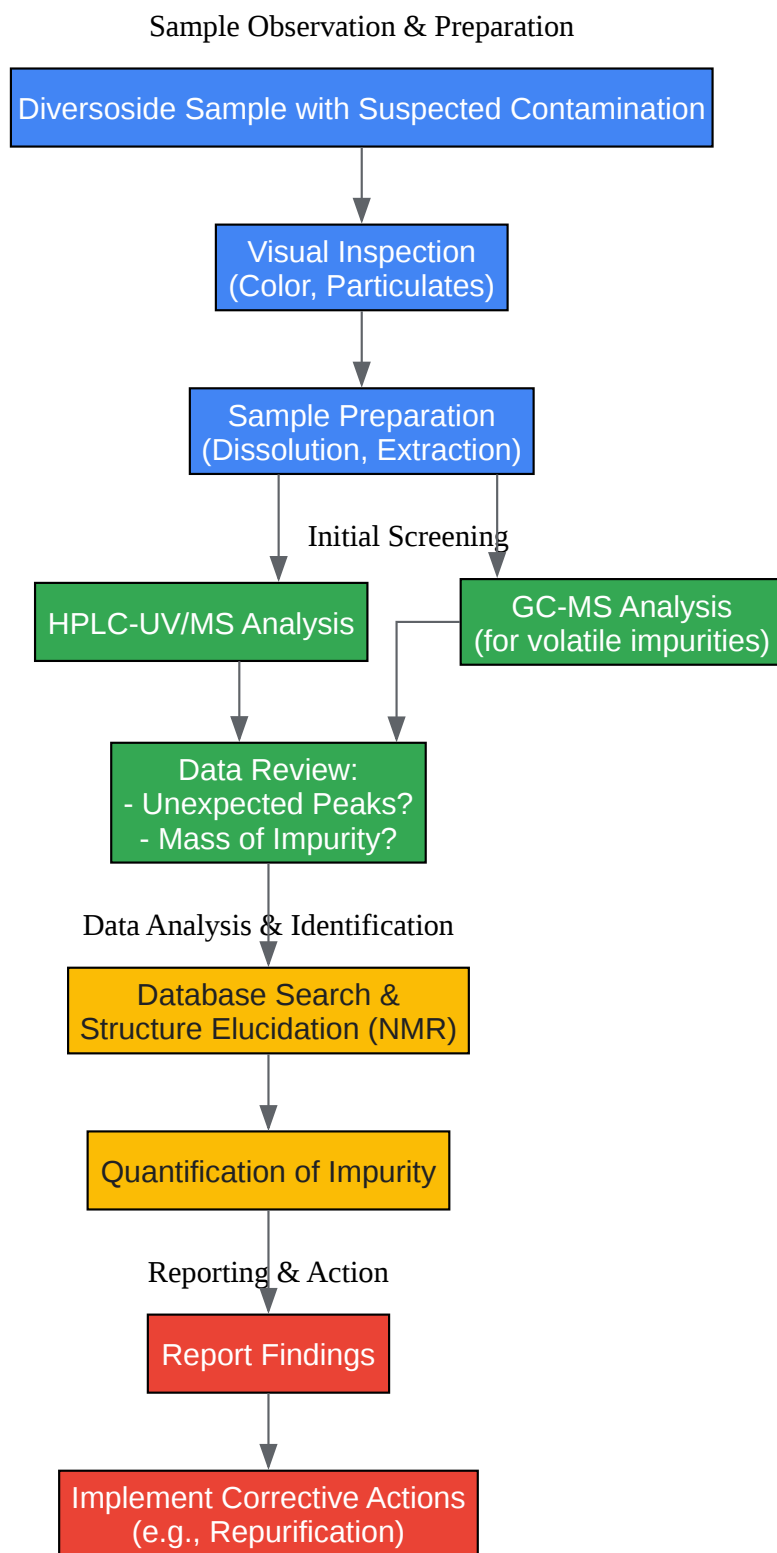 Sample Observation & Preparation
Diversoside Sample with Suspected Contamination
Visual Inspection
(Color, Particulates)
Sample Preparation
(Dissolution, Extraction)
Initial Screening
HPLC-UV/MS Analysis
GC-MS Analysis
(for volatile impurities)
Data Review:
- Unexpected Peaks?
- Mass of Impurity?
Data Analysis & Identification
Database Search &
Structure Elucidation (NMR)
Quantification of Impurity
Reporting & Action
Report Findings
Implement Corrective Actions
(e.g., Repurification)